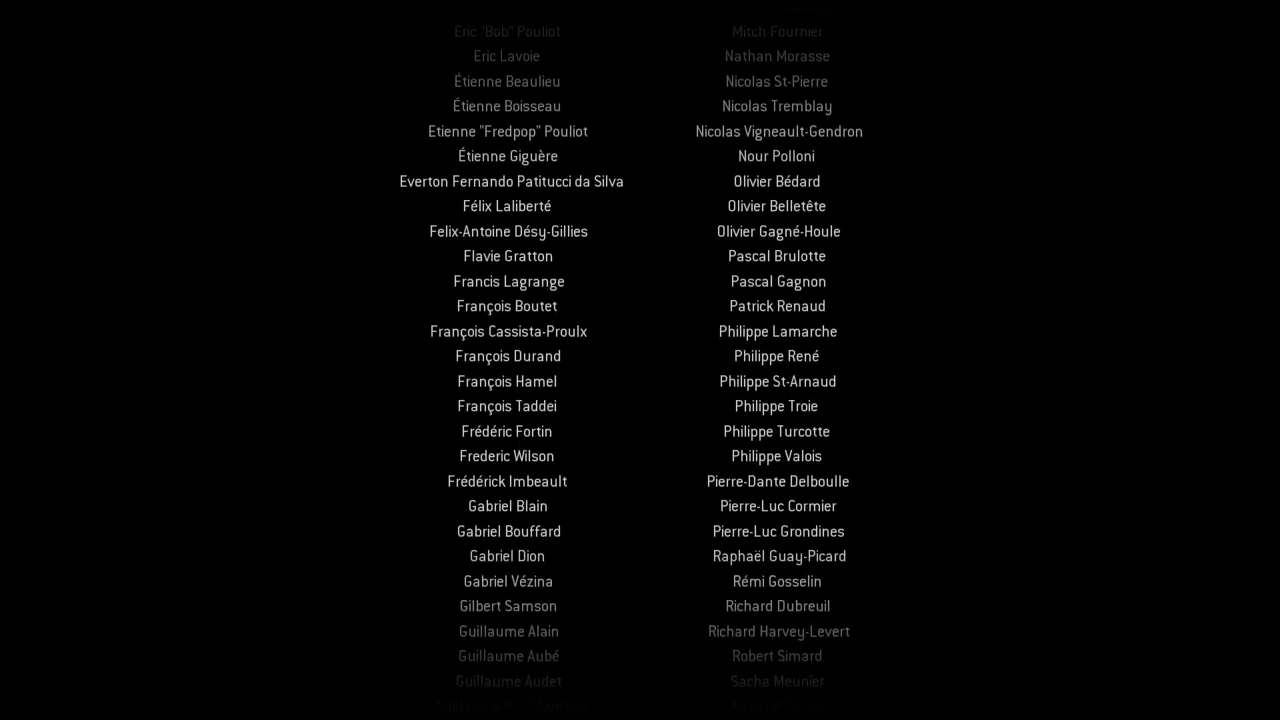 Eric "Bob" Pouliot
Eric Lavoie
Étienne Beaulieu
Étienne Boisseau
Etienne "Fredpop" Pouliot
Étienne Giguère
Everton Fernando Patitucci da Silva
Félix Laliberté
Felix-Antoine Désy-Gillies
Flavie Gratton
Francis Lagrange
François Boutet
François Cassista-Proulx
François Durand
François Hamel
François Taddei
Frédéric Fortin
Frederic Wilson
Frédérick Imbeault
Gabriel Blain
Gabriel Bouffard
Gabriel Dion
Gabriel Vézina
Gilbert Samson
Guillaume Alain
Guillaume Aubé
Guillaume Audet
Mitch Fournier
Nathan Morasse
Nicolas St-Pierre
Nicolas Tremblay
Nicolas Vigneault-Gendron
Nour Polloni
Olivier Bédard
Olivier Belletête
Olivier Gagné-Houle
Pascal Brulotte
Pascal Gagnon
Patrick Renaud
Philippe Lamarche
Philippe René
Philippe St-Arnaud
Philippe Troie
Philippe Turcotte
Philippe Valois
Pierre-Dante Delboulle
Pierre-Luc Cormier
Pierre-Luc Grondines
Raphaël Guay-Picard
Rémi Gosselin
Richard Dubreuil
Richard Harvey-Levert
Robert Simard
Sacha Meunier